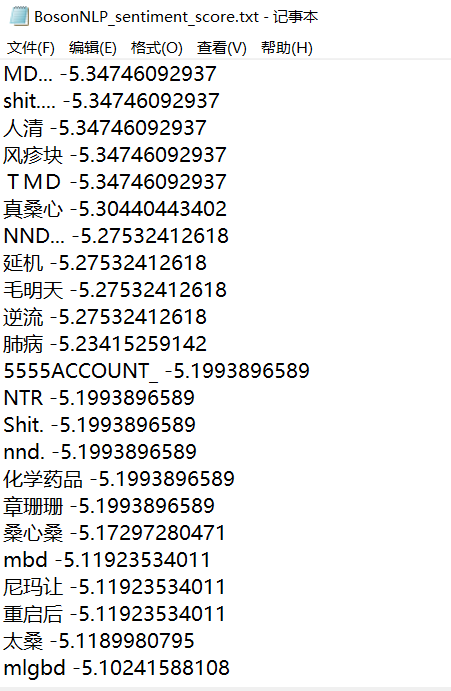 BosonNLP_sentiment_score.txt - 记事本
文件(F) 编辑(E) 格式(O) 查看(V) 帮助(H)
MD... -5.34746092937
shit.... -5.34746092937
人清 -5.34746092937
风疹块 -5.34746092937
ＴＭＤ -5.34746092937
真桑心 -5.30440443402
NND... -5.27532412618
延机 -5.27532412618
毛明天 -5.27532412618
逆流 -5.27532412618
肺病 -5.23415259142
5555ACCOUNT_ -5.1993896589
NTR -5.1993896589
Shit. -5.1993896589
nnd. -5.1993896589
化学药品 -5.1993896589
章珊珊 -5.1993896589
桑心桑 -5.17297280471
mbd -5.11923534011
尼玛让 -5.11923534011
重启后 -5.11923534011
太桑 -5.1189980795
mlgbd -5.10241588108